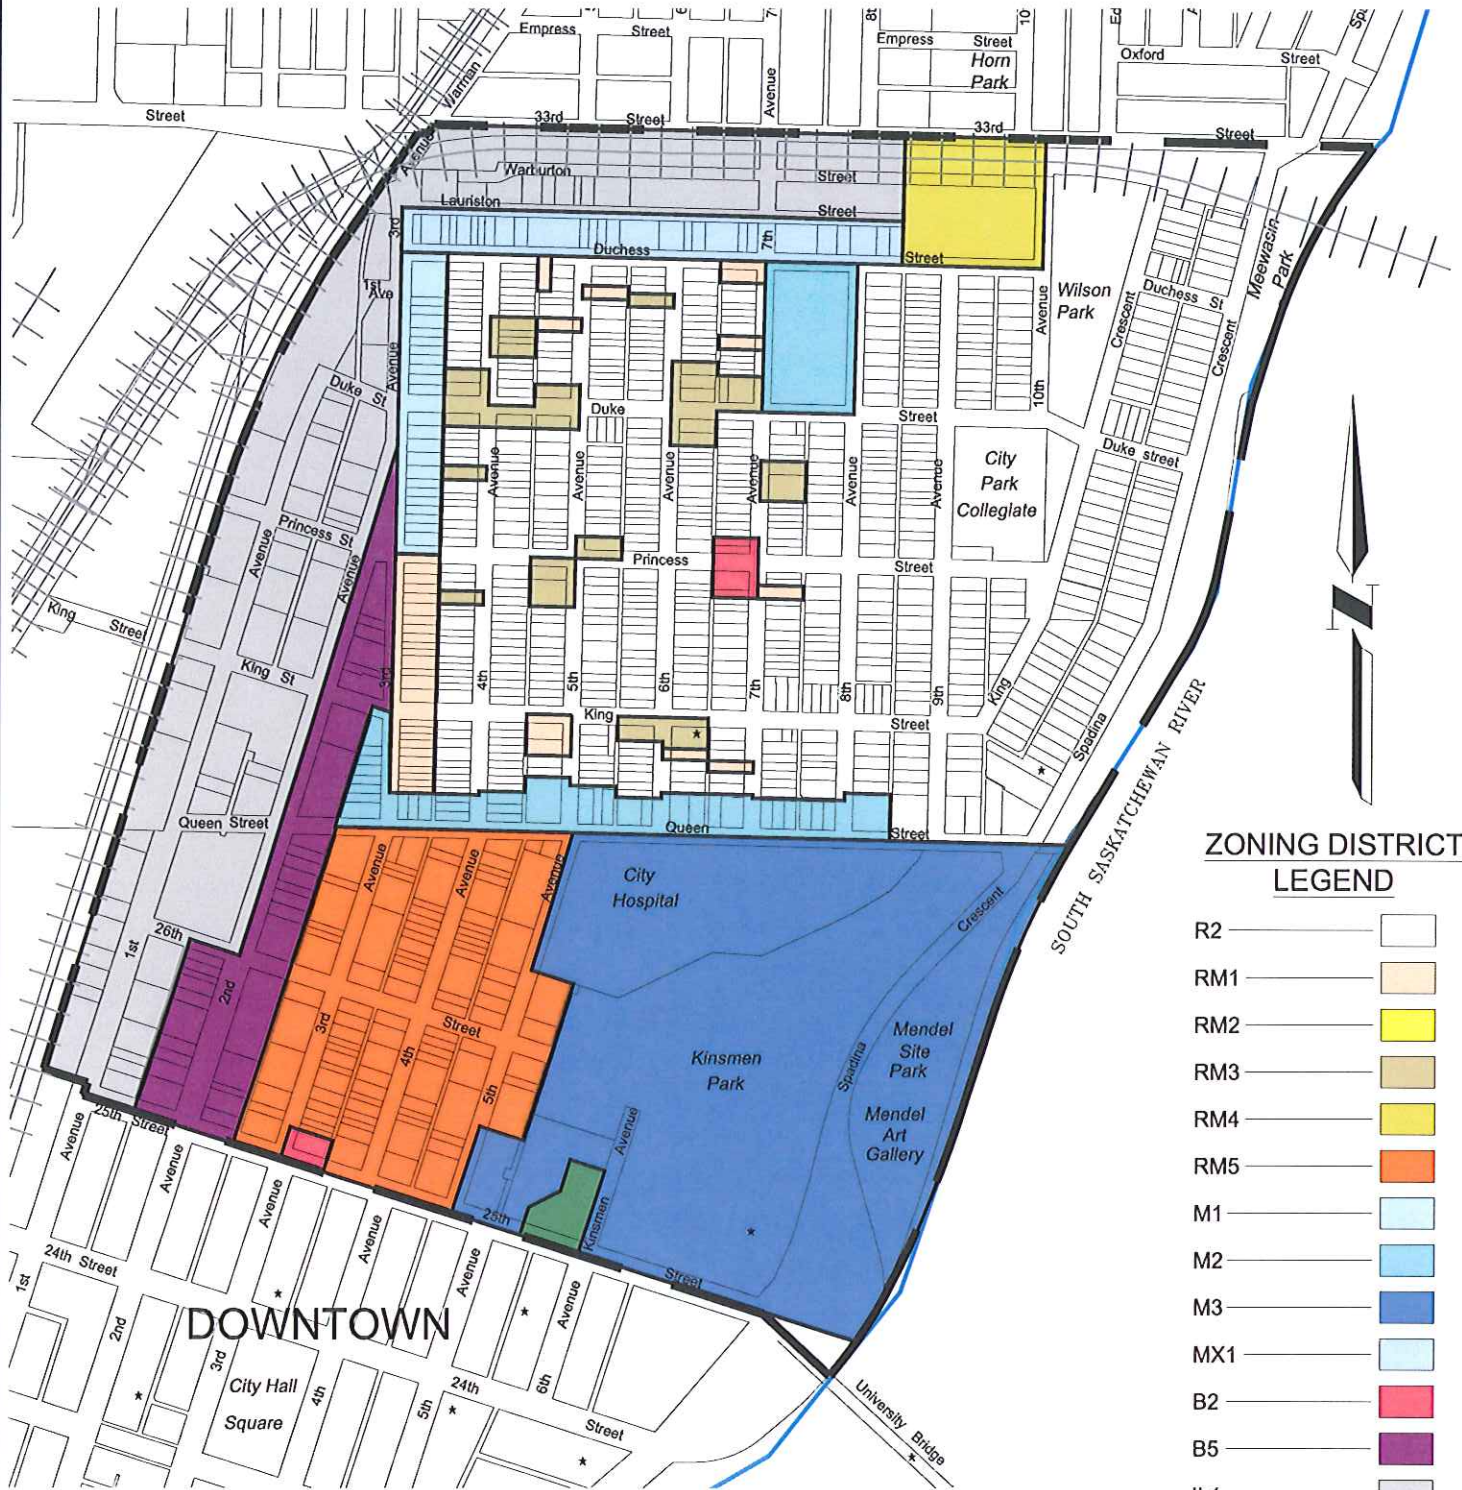 Empress Street
Empress Street
Horn
Park
Oxford Street
Avenue
Warman
Street
33rd Street
33rd
Street
Avenue
Warburton Street
Lauriston Street
3rd
7th
Duchess Street
1st
Ave
Avenue
Wilson
Park
Avenue
Crescent
Duchess St
Crescent
Meewasin
Park
Duke St
Duke Street
10th
Avenue
Avenue
Avenue
Avenue
Avenue
Avenue
City
Park
Collegiate
Duke street
Princess St
Avenue
Avenue
Princess Street
King Street
King St
3rd
4th
5th
6th
7th
8th
9th
King
King Street
Spadina
SOUTH SASKATCHEWAN RIVER
Queen Street
Queen Street
Avenue
Avenue
Avenue
City
Hospital
Crescent
26th
1st
2nd
3rd
4th
Street
5th
Kinsmen
Park
Spadina
Mendel
Site
Park
Mendel
Art
Gallery
Avenue
Kinsmen
25th Street
25th
Street
Avenue
Avenue
Avenue
Avenue
Avenue
Avenue
24th Street
1st
2nd
3rd
4th
5th
6th
DOWNTOWN
City Hall
Square
24th
Street
University Bridge
ZONING DISTRICT
LEGEND
R2
RM1
RM2
RM3
RM4
RM5
M1
M2
M3
MX1
B2
B5